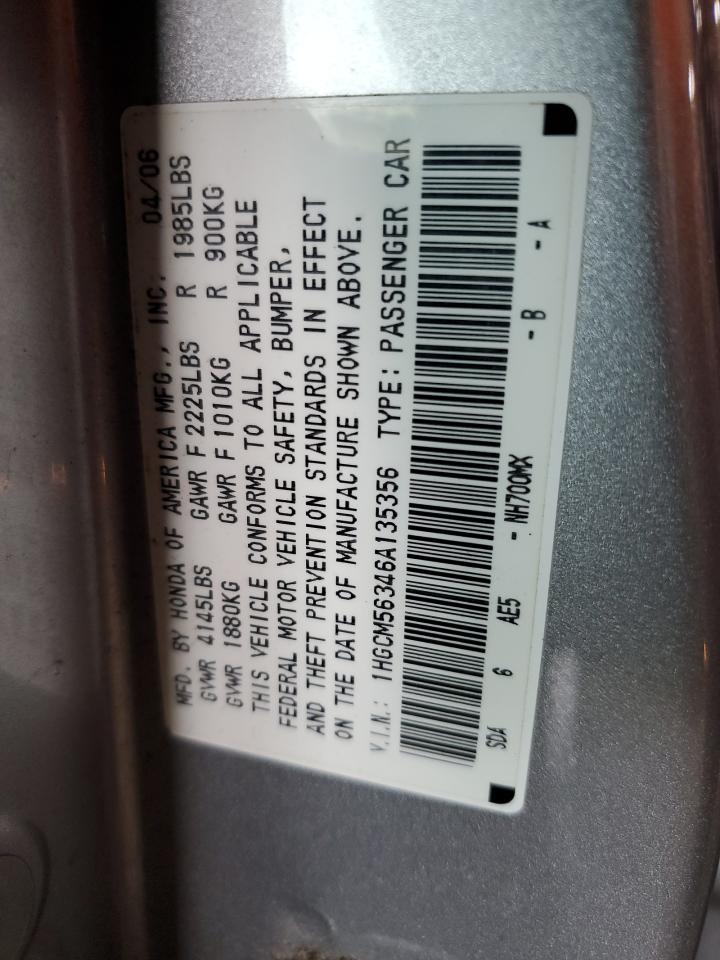 MFD. BY HONDA OF AMERICA MFG., INC. 04/06
GVWR 4145LBS GAWR F 2225LBS R 1985LBS
GVWR 1880KG GAWR F 1010KG R 900KG
THIS VEHICLE CONFORMS TO ALL APPLICABLE
FEDERAL MOTOR VEHICLE SAFETY, BUMPER,
AND THEFT PREVENTION STANDARDS IN EFFECT
ON THE DATE OF MANUFACTURE SHOWN ABOVE.
V.I.N.: 1HGCM56346A135356 TYPE: PASSENGER CAR
SDA 6 AE5 - NH700MX - B - A